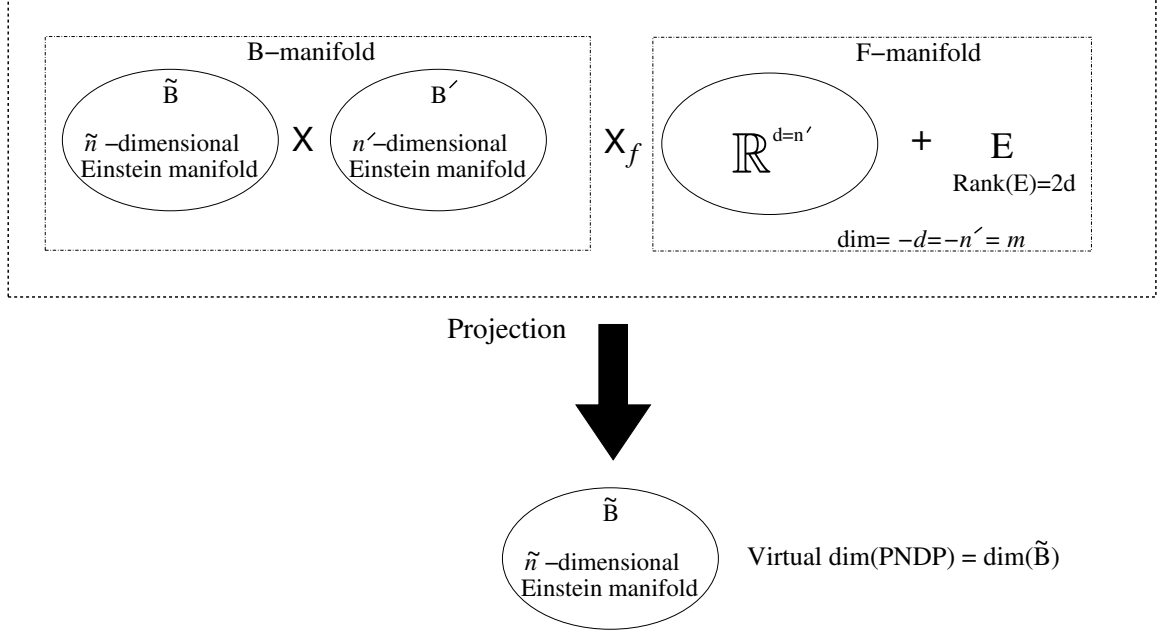 B−manifold
F−manifold
B̃
ñ −dimensional
Einstein manifold
X
B′
n′−dimensional
Einstein manifold
X_f
ℝ^{d=n′}
+
E
Rank(E)=2d
dim= −d=−n′ = m
Projection
B̃
ñ −dimensional
Einstein manifold
Virtual dim(PNDP) = dim(B̃)